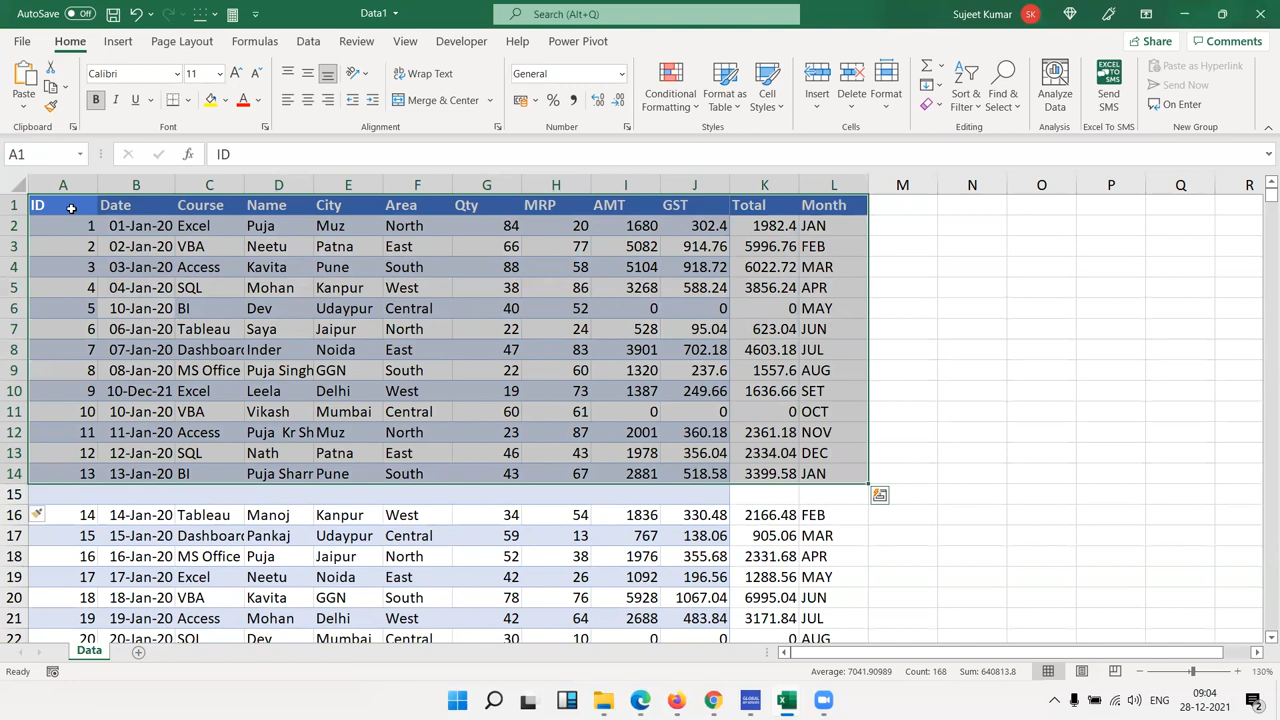 AutoSave Off Data1 Search (Alt+Q) Sujeet Kumar SK
File Home Insert Page Layout Formulas Data Review View Developer Help Power Pivot Share Comments
Paste Calibri 11 Wrap Text General Conditional Formatting Format as Table Cell Styles Insert Delete Format Sort & Filter Find & Select Analyze Data Send SMS Paste as Hyperlink
B I U A Merge & Center Send Now
On Enter
Clipboard Font Alignment Number Styles Cells Editing Analysis Excel To SMS New Group
A1 fx ID
A B C D E F G H I J K L M N O P Q R
1 ID Date Course Name City Area Qty MRP AMT GST Total Month
2 1 01-Jan-20 Excel Puja Muz North 84 20 1680 302.4 1982.4 JAN
3 2 02-Jan-20 VBA Neetu Patna East 66 77 5082 914.76 5996.76 FEB
4 3 03-Jan-20 Access Kavita Pune South 88 58 5104 918.72 6022.72 MAR
5 4 04-Jan-20 SQL Mohan Kanpur West 38 86 3268 588.24 3856.24 APR
6 5 10-Jan-20 BI Dev Udaypur Central 40 52 0 0 0 MAY
7 6 06-Jan-20 Tableau Saya Jaipur North 22 24 528 95.04 623.04 JUN
8 7 07-Jan-20 Dashboard Inder Noida East 47 83 3901 702.18 4603.18 JUL
9 8 08-Jan-20 MS Office Puja Singh GGN South 22 60 1320 237.6 1557.6 AUG
10 9 10-Dec-21 Excel Leela Delhi West 19 73 1387 249.66 1636.66 SET
11 10 10-Jan-20 VBA Vikash Mumbai Central 60 61 0 0 0 OCT
12 11 11-Jan-20 Access Puja Kr Sh Muz North 23 87 2001 360.18 2361.18 NOV
13 12 12-Jan-20 SQL Nath Patna East 46 43 1978 356.04 2334.04 DEC
14 13 13-Jan-20 BI Puja Sharr Pune South 43 67 2881 518.58 3399.58 JAN
15
16 14 14-Jan-20 Tableau Manoj Kanpur West 34 54 1836 330.48 2166.48 FEB
17 15 15-Jan-20 Dashboard Pankaj Udaypur Central 59 13 767 138.06 905.06 MAR
18 16 16-Jan-20 MS Office Puja Jaipur North 52 38 1976 355.68 2331.68 APR
19 17 17-Jan-20 Excel Neetu Noida East 42 26 1092 196.56 1288.56 MAY
20 18 18-Jan-20 VBA Kavita GGN South 78 76 5928 1067.04 6995.04 JUN
21 19 19-Jan-20 Access Mohan Delhi West 42 64 2688 483.84 3171.84 JUL
22 20 20-Jan-20 SQL Dev Mumbai Central 30 10 0 0 0 AUG
Data
Ready Average: 7041.90989 Count: 168 Sum: 640813.8 130%
ENG 09:04
28-12-2021 2